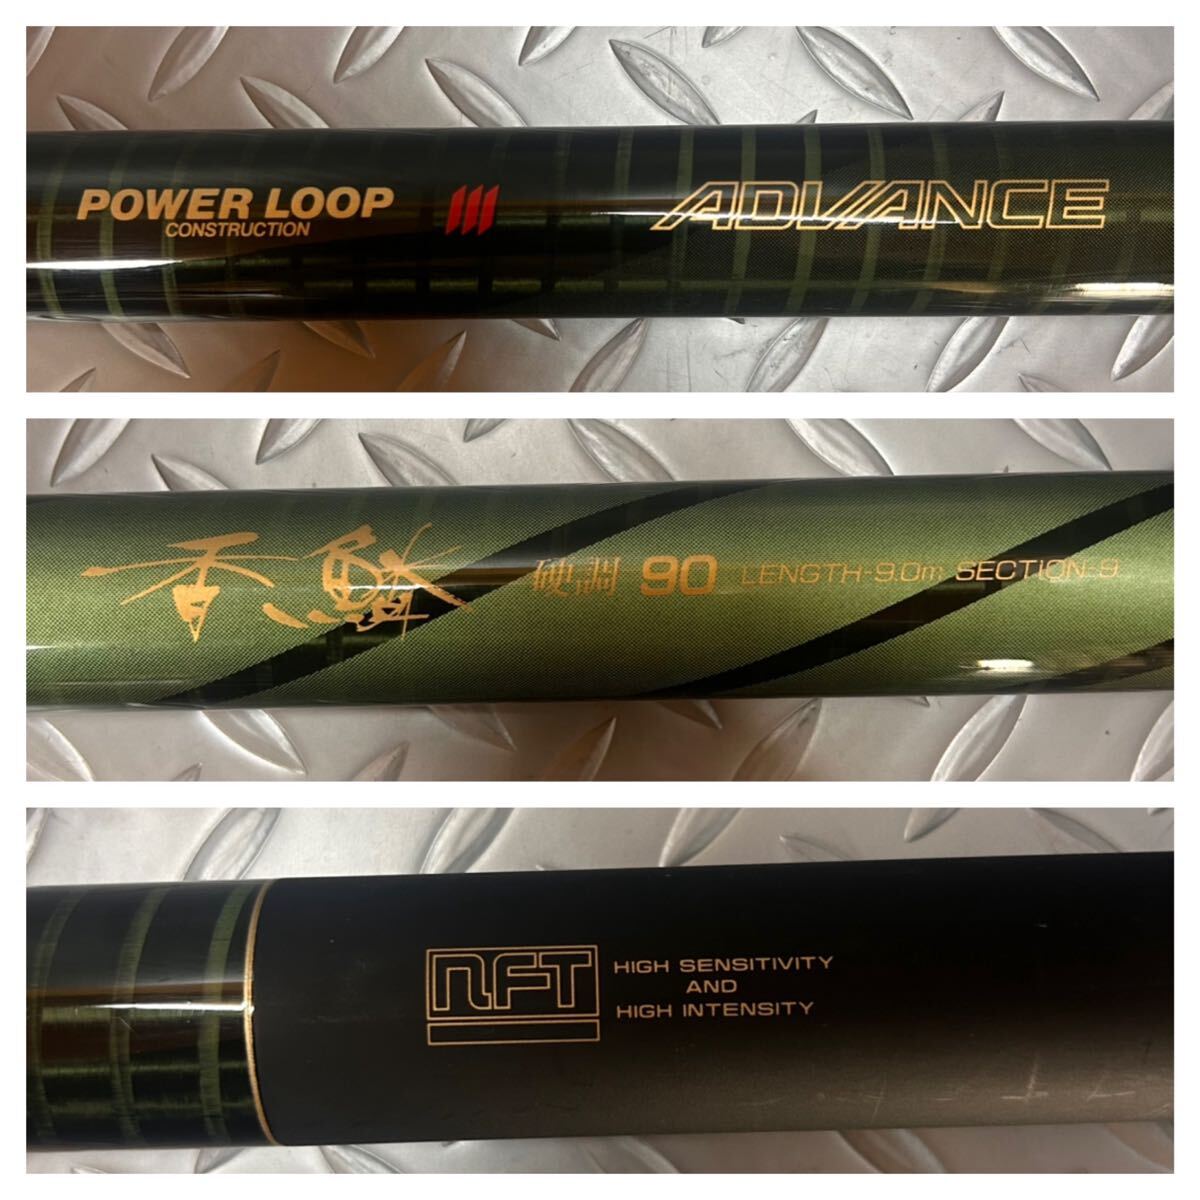 POWER LOOP
CONSTRUCTION
ADVANCE
香鱗 硬調 90 LENGTH-9.0m SECTION-9
NFT
HIGH SENSITIVITY
AND
HIGH INTENSITY